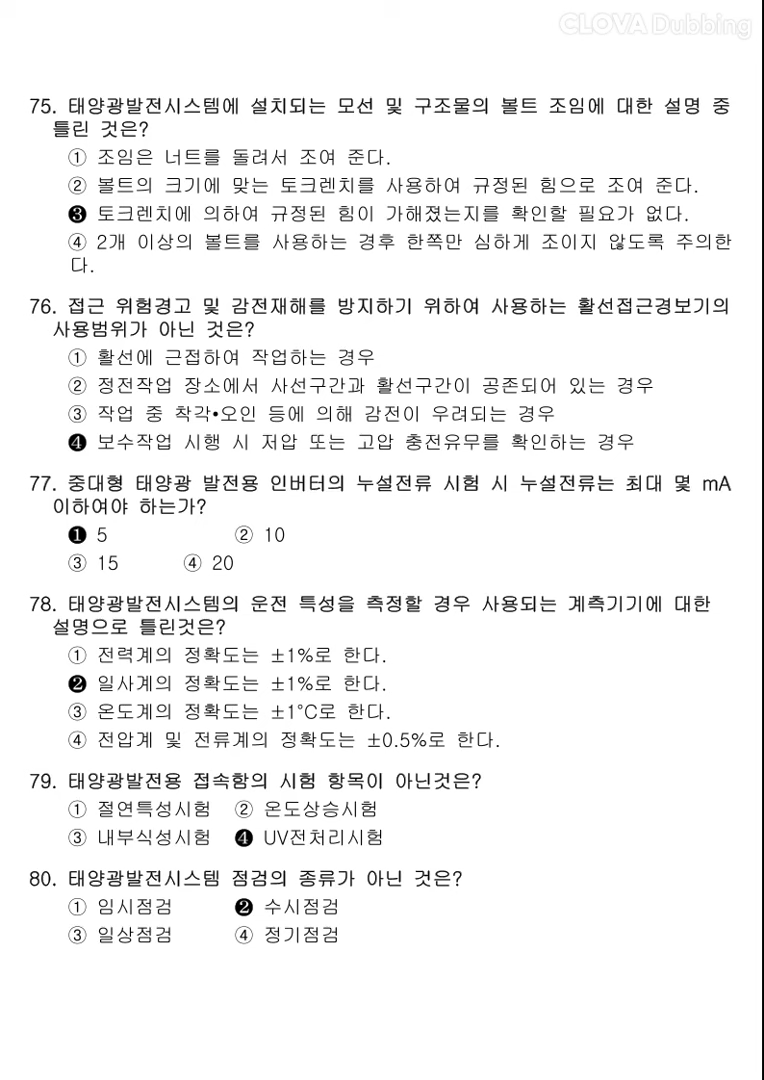 CLOVA Dubbing
75. 태양광발전시스템에 설치되는 모선 및 구조물의 볼트 조임에 대한 설명 중
틀린 것은?
① 조임은 너트를 돌려서 조여 준다.
② 볼트의 크기에 맞는 토크렌치를 사용하여 규정된 힘으로 조여 준다.
❸ 토크렌치에 의하여 규정된 힘이 가해졌는지를 확인할 필요가 없다.
④ 2개 이상의 볼트를 사용하는 경후 한쪽만 심하게 조이지 않도록 주의한
다.
76. 접근 위험경고 및 감전재해를 방지하기 위하여 사용하는 활선접근경보기의
사용범위가 아닌 것은?
① 활선에 근접하여 작업하는 경우
② 정전작업 장소에서 사선구간과 활선구간이 공존되어 있는 경우
③ 작업 중 착각•오인 등에 의해 감전이 우려되는 경우
❹ 보수작업 시행 시 저압 또는 고압 충전유무를 확인하는 경우
77. 중대형 태양광 발전용 인버터의 누설전류 시험 시 누설전류는 최대 몇 mA
이하여야 하는가?
❶ 5 ② 10
③ 15 ④ 20
78. 태양광발전시스템의 운전 특성을 측정할 경우 사용되는 계측기기에 대한
설명으로 틀린것은?
① 전력계의 정확도는 ±1%로 한다.
❷ 일사계의 정확도는 ±1%로 한다.
③ 온도계의 정확도는 ±1°C로 한다.
④ 전압계 및 전류계의 정확도는 ±0.5%로 한다.
79. 태양광발전용 접속함의 시험 항목이 아닌것은?
① 절연특성시험 ② 온도상승시험
③ 내부식성시험 ❹ UV전처리시험
80. 태양광발전시스템 점검의 종류가 아닌 것은?
① 임시점검 ❷ 수시점검
③ 일상점검 ④ 정기점검